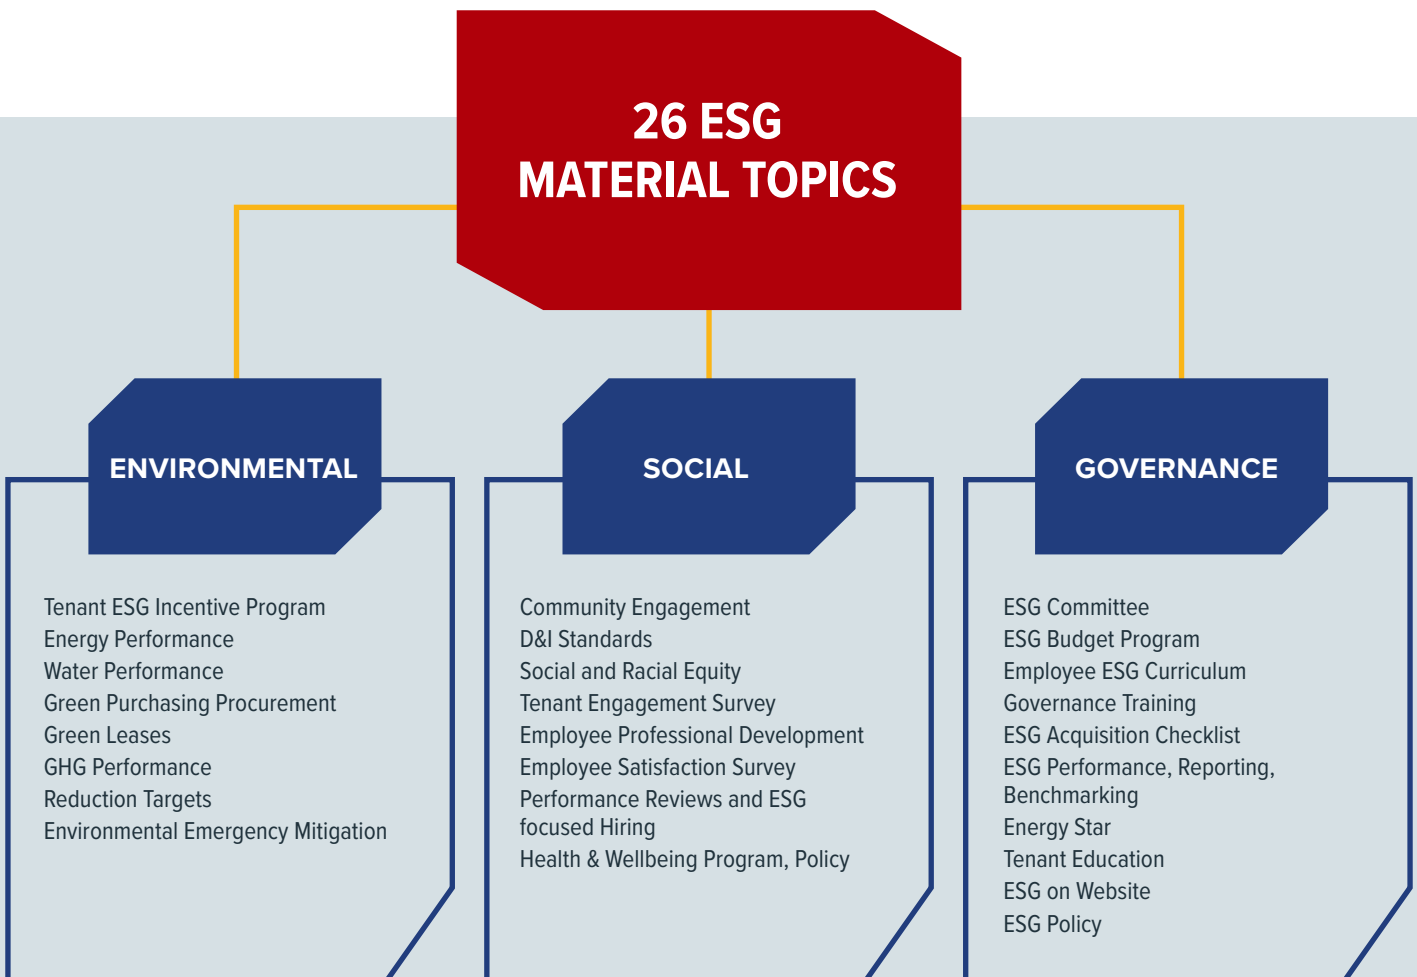 26 ESG
MATERIAL TOPICS
ENVIRONMENTAL
Tenant ESG Incentive Program
Energy Performance
Water Performance
Green Purchasing Procurement
Green Leases
GHG Performance
Reduction Targets
Environmental Emergency Mitigation
SOCIAL
Community Engagement
D&I Standards
Social and Racial Equity
Tenant Engagement Survey
Employee Professional Development
Employee Satisfaction Survey
Performance Reviews and ESG
focused Hiring
Health & Wellbeing Program, Policy
GOVERNANCE
ESG Committee
ESG Budget Program
Employee ESG Curriculum
Governance Training
ESG Acquisition Checklist
ESG Performance, Reporting,
Benchmarking
Energy Star
Tenant Education
ESG on Website
ESG Policy